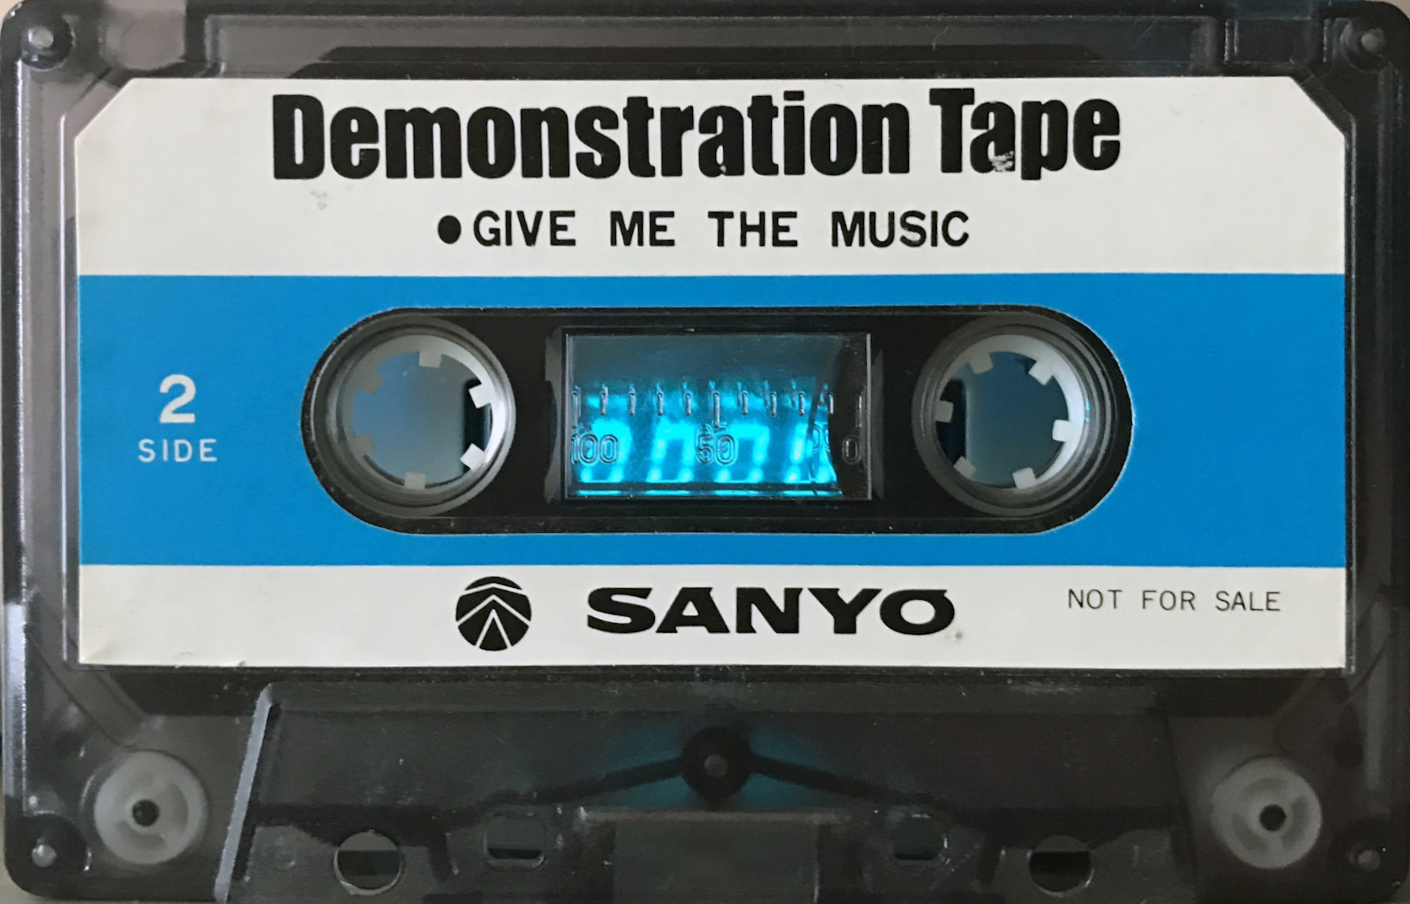 Demonstration Tape
●GIVE ME THE MUSIC
2
SIDE
100 50 0
SANYO
NOT FOR SALE